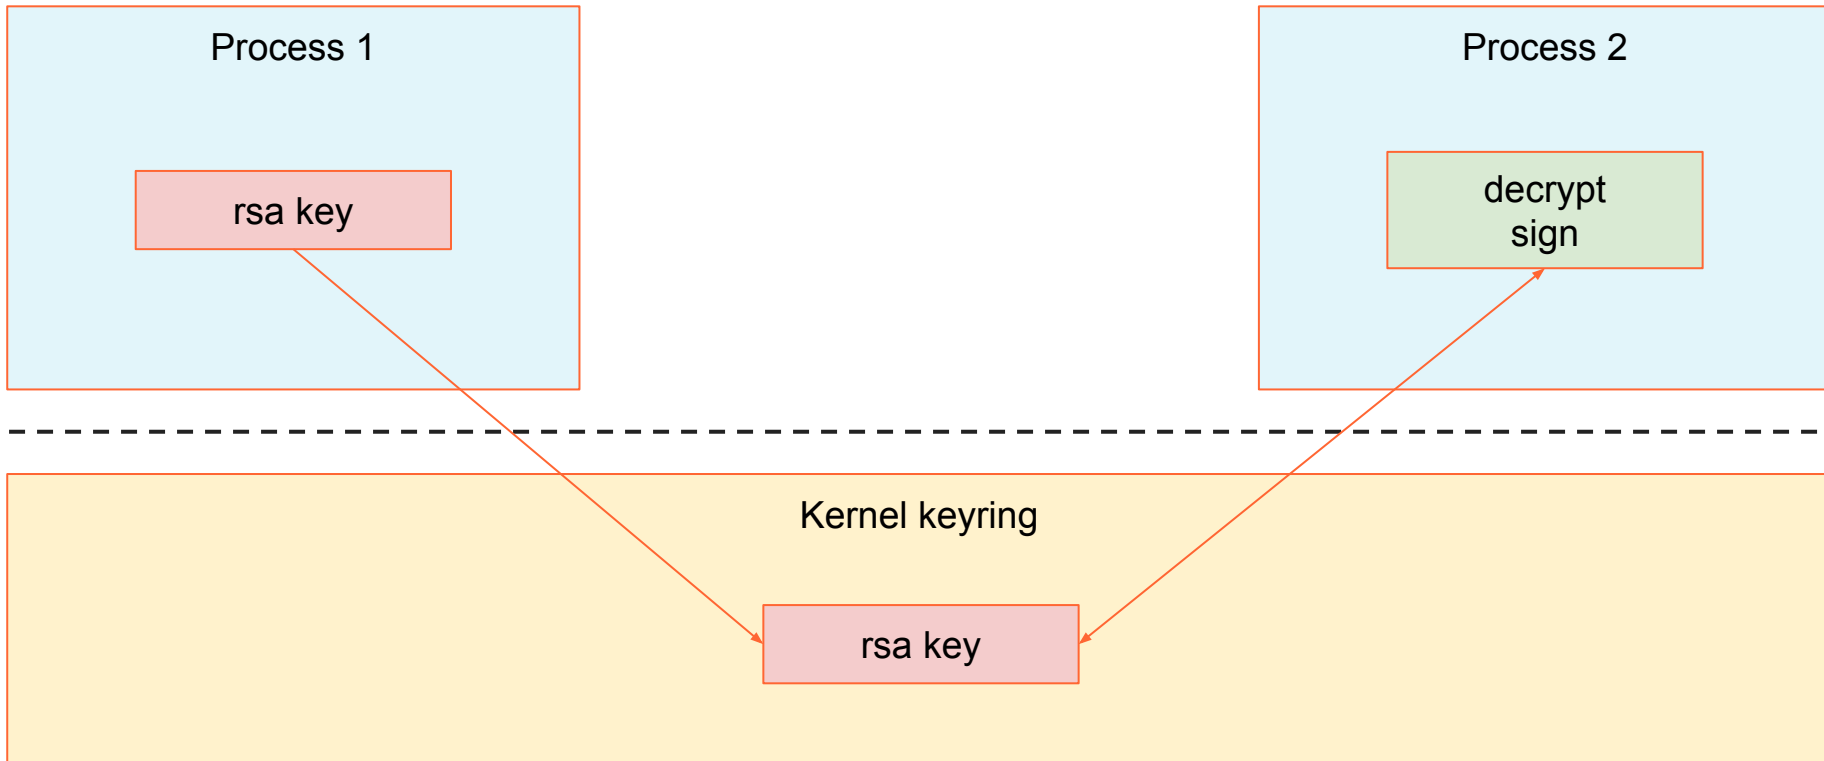 Process 1
Process 2
rsa key
decrypt
sign
Kernel keyring
rsa key